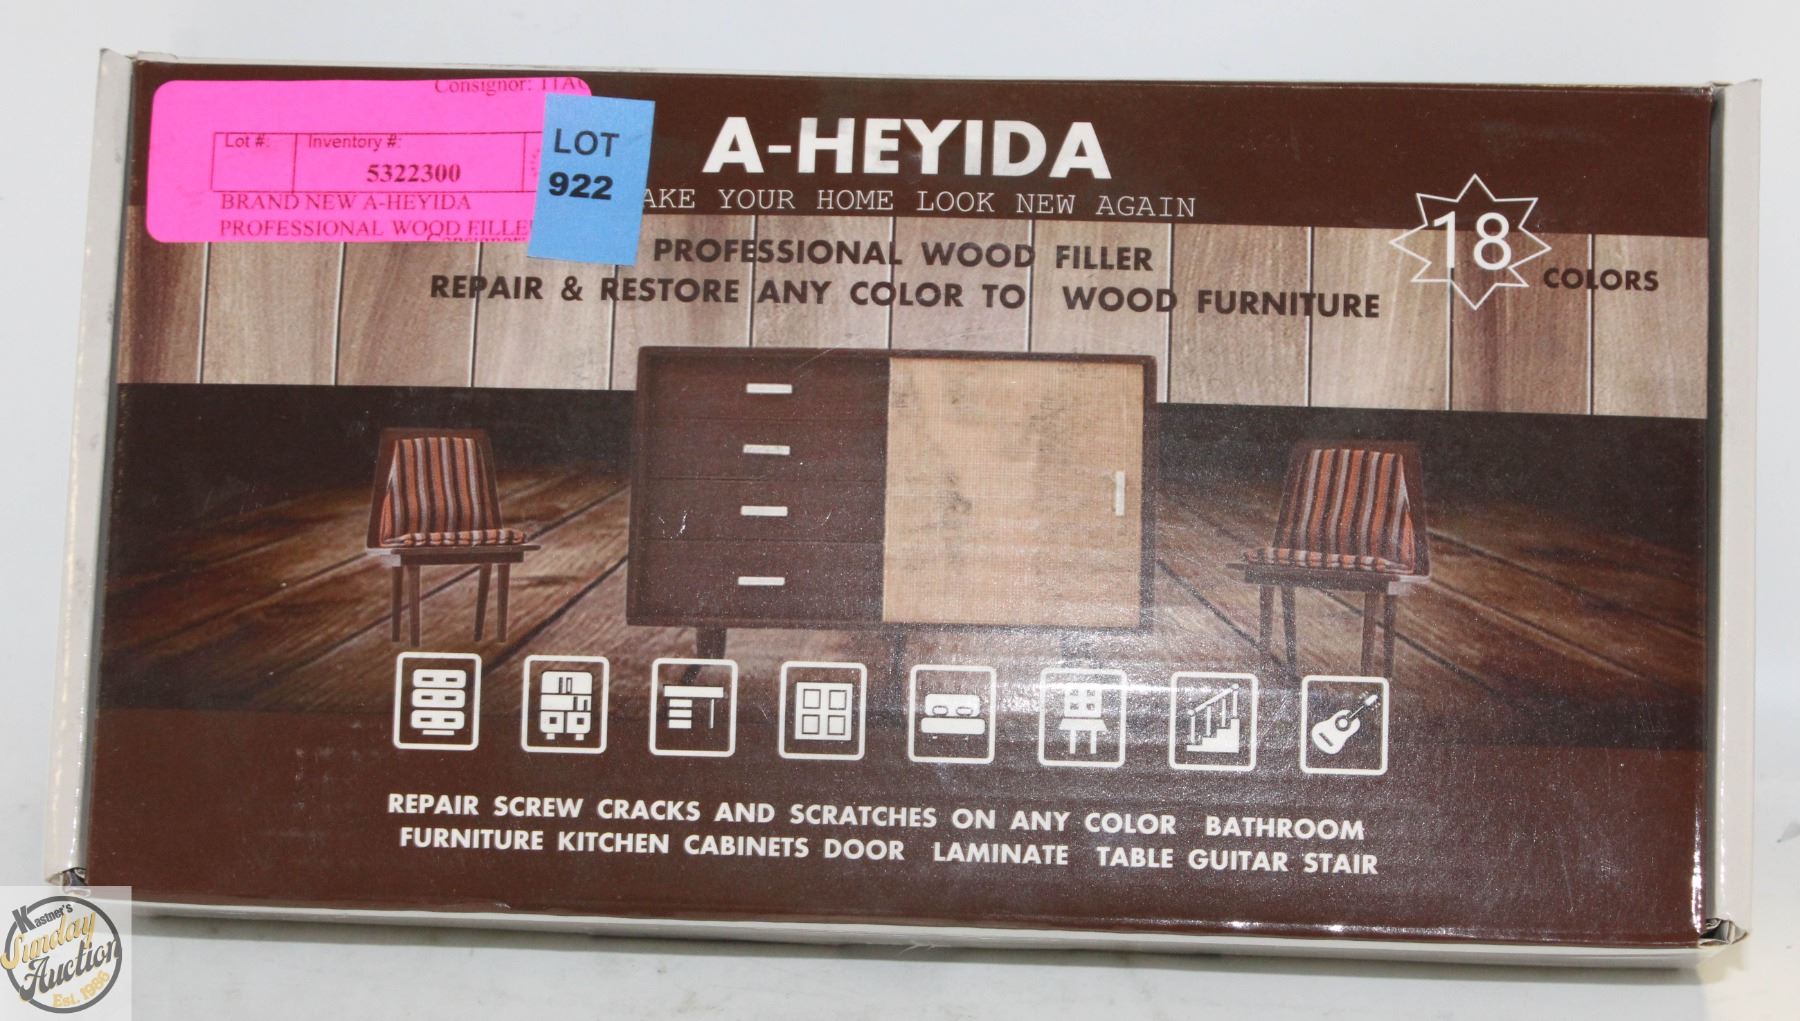 Consignor:
Lot #:
Inventory #:
5322300
BRAND NEW A-HEYIDA
PROFESSIONAL WOOD FILLE
LOT
922
A-HEYIDA
AKE YOUR HOME LOOK NEW AGAIN
PROFESSIONAL WOOD FILLER
REPAIR & RESTORE ANY COLOR TO WOOD FURNITURE
18
COLORS
REPAIR SCREW CRACKS AND SCRATCHES ON ANY COLOR BATHROOM
FURNITURE KITCHEN CABINETS DOOR LAMINATE TABLE GUITAR STAIR
Kastner's
Sunday
Auction
Est. 1986